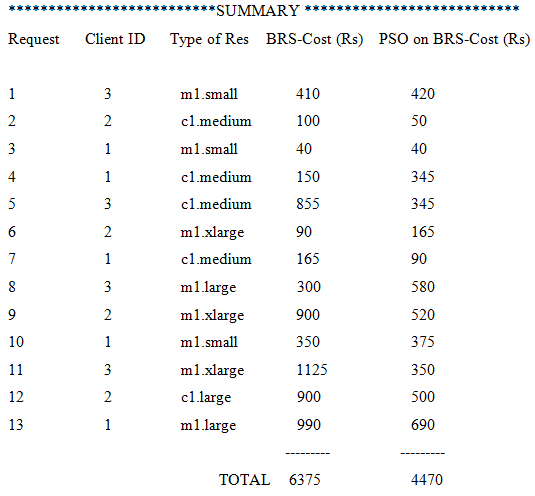 **************************SUMMARY ***************************
Request Client ID Type of Res BRS-Cost (Rs) PSO on BRS-Cost (Rs)
1 3 m1.small 410 420
2 2 c1.medium 100 50
3 1 m1.small 40 40
4 1 c1.medium 150 345
5 3 c1.medium 855 345
6 2 m1.xlarge 90 165
7 1 c1.medium 165 90
8 3 m1.large 300 580
9 2 m1.xlarge 900 520
10 1 m1.small 350 375
11 3 m1.xlarge 1125 350
12 2 c1.large 900 500
13 1 m1.large 990 690
--------- ---------
TOTAL 6375 4470